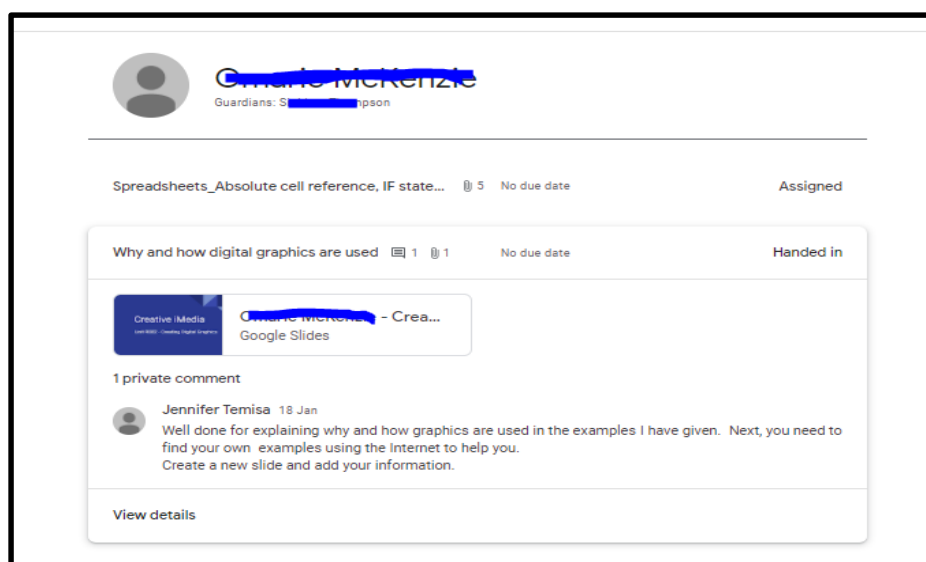 Guardians:
Spreadsheets_Absolute cell reference, IF state... 5 No due date Assigned
Why and how digital graphics are used 1 1 No due date Handed in
Creative iMedia
- Crea...
Google Slides
1 private comment
Jennifer Temisa 18 Jan
Well done for explaining why and how graphics are used in the examples I have given. Next, you need to
find your own examples using the Internet to help you.
Create a new slide and add your information.
View details